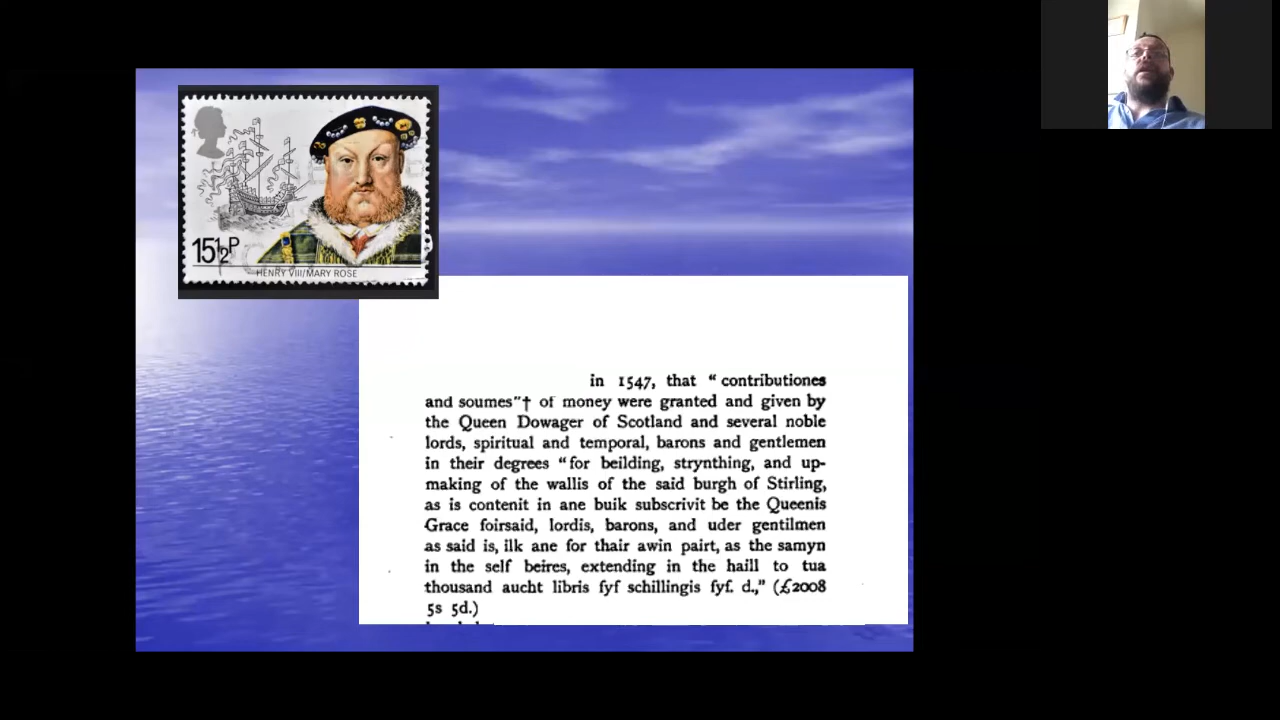 15½P
HENRY VIII/MARY ROSE
in 1547, that “contributiones
and soumes”† of money were granted and given by
the Queen Dowager of Scotland and several noble
lords, spiritual and temporal, barons and gentlemen
in their degrees “for beilding, strynthing, and up-
making of the wallis of the said burgh of Stirling,
as is contenit in ane buik subscrivit be the Queenis
Grace foirsaid, lordis, barons, and uder gentilmen
as said is, ilk ane for thair awin pairt, as the samyn
in the self beires, extending in the haill to tua
thousand aucht libris fyf schillingis fyf. d.,” (£2008
5s 5d.)